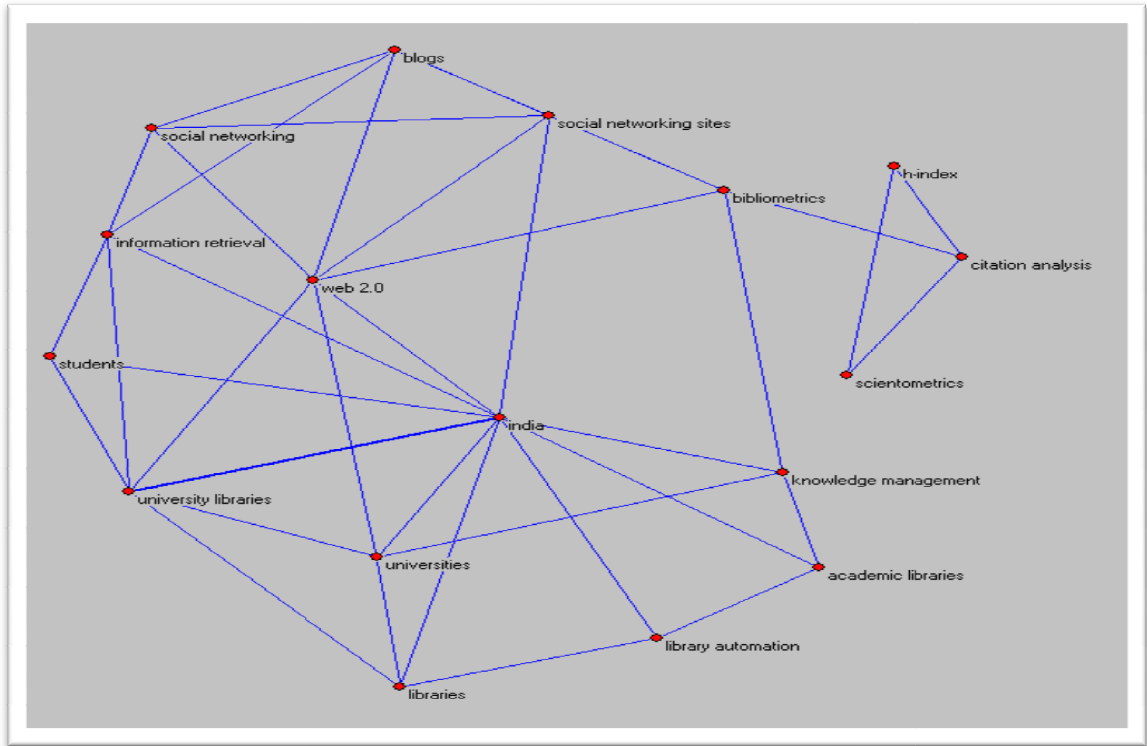 blogs
social networking sites
social networking
h-index
bibliometrics
information retrieval
citation analysis
web 2.0
students
scientometrics
india
knowledge management
university libraries
universities
academic libraries
library automation
libraries